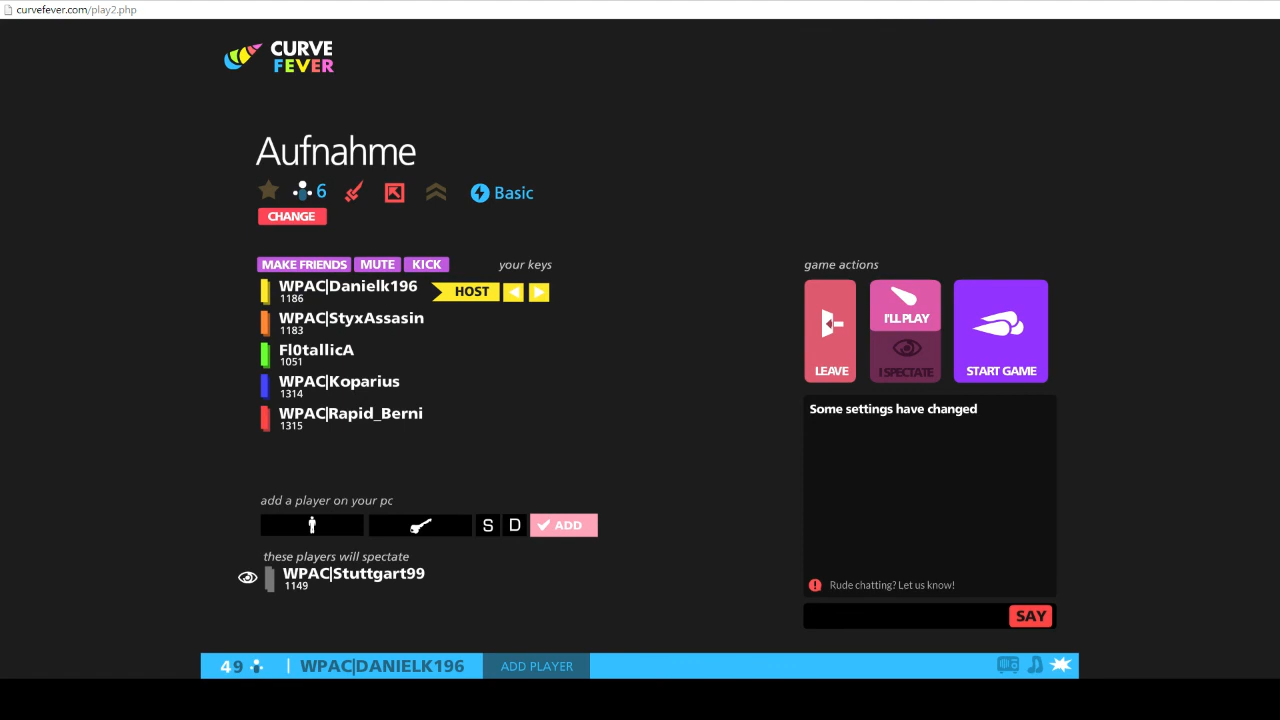 curvefever.com/play2.php
CURVE
FEVER
Aufnahme
6
Basic
CHANGE
MAKE FRIENDS MUTE KICK your keys
WPAC|Danielk196 HOST
1186
WPAC|StyxAssasin
1183
Fl0tallicA
1051
WPAC|Koparius
1314
WPAC|Rapid_Berni
1315
add a player on your pc
S D ADD
these players will spectate
WPAC|Stuttgart99
1149
game actions
LEAVE
I'LL PLAY
I SPECTATE
START GAME
Some settings have changed
Rude chatting? Let us know!
SAY
49 | WPAC|DANIELK196 ADD PLAYER